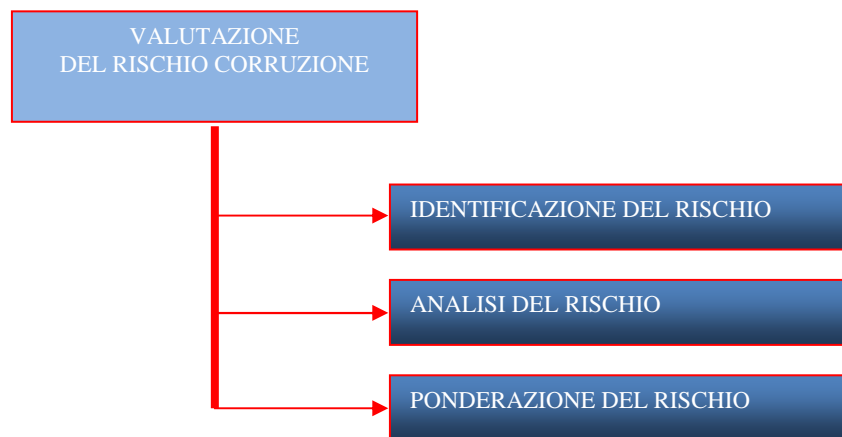 VALUTAZIONE
DEL RISCHIO CORRUZIONE
IDENTIFICAZIONE DEL RISCHIO
ANALISI DEL RISCHIO
PONDERAZIONE DEL RISCHIO